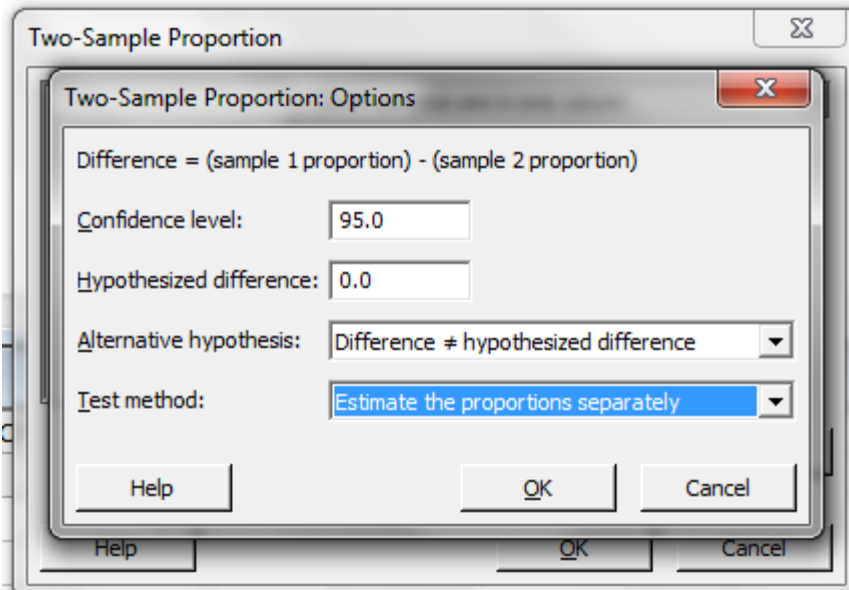 Two-Sample Proportion
Two-Sample Proportion: Options
Difference = (sample 1 proportion) - (sample 2 proportion)
Confidence level: 95.0
Hypothesized difference: 0.0
Alternative hypothesis: Difference ≠ hypothesized difference
Test method: Estimate the proportions separately
Help OK Cancel
Help OK Cancel